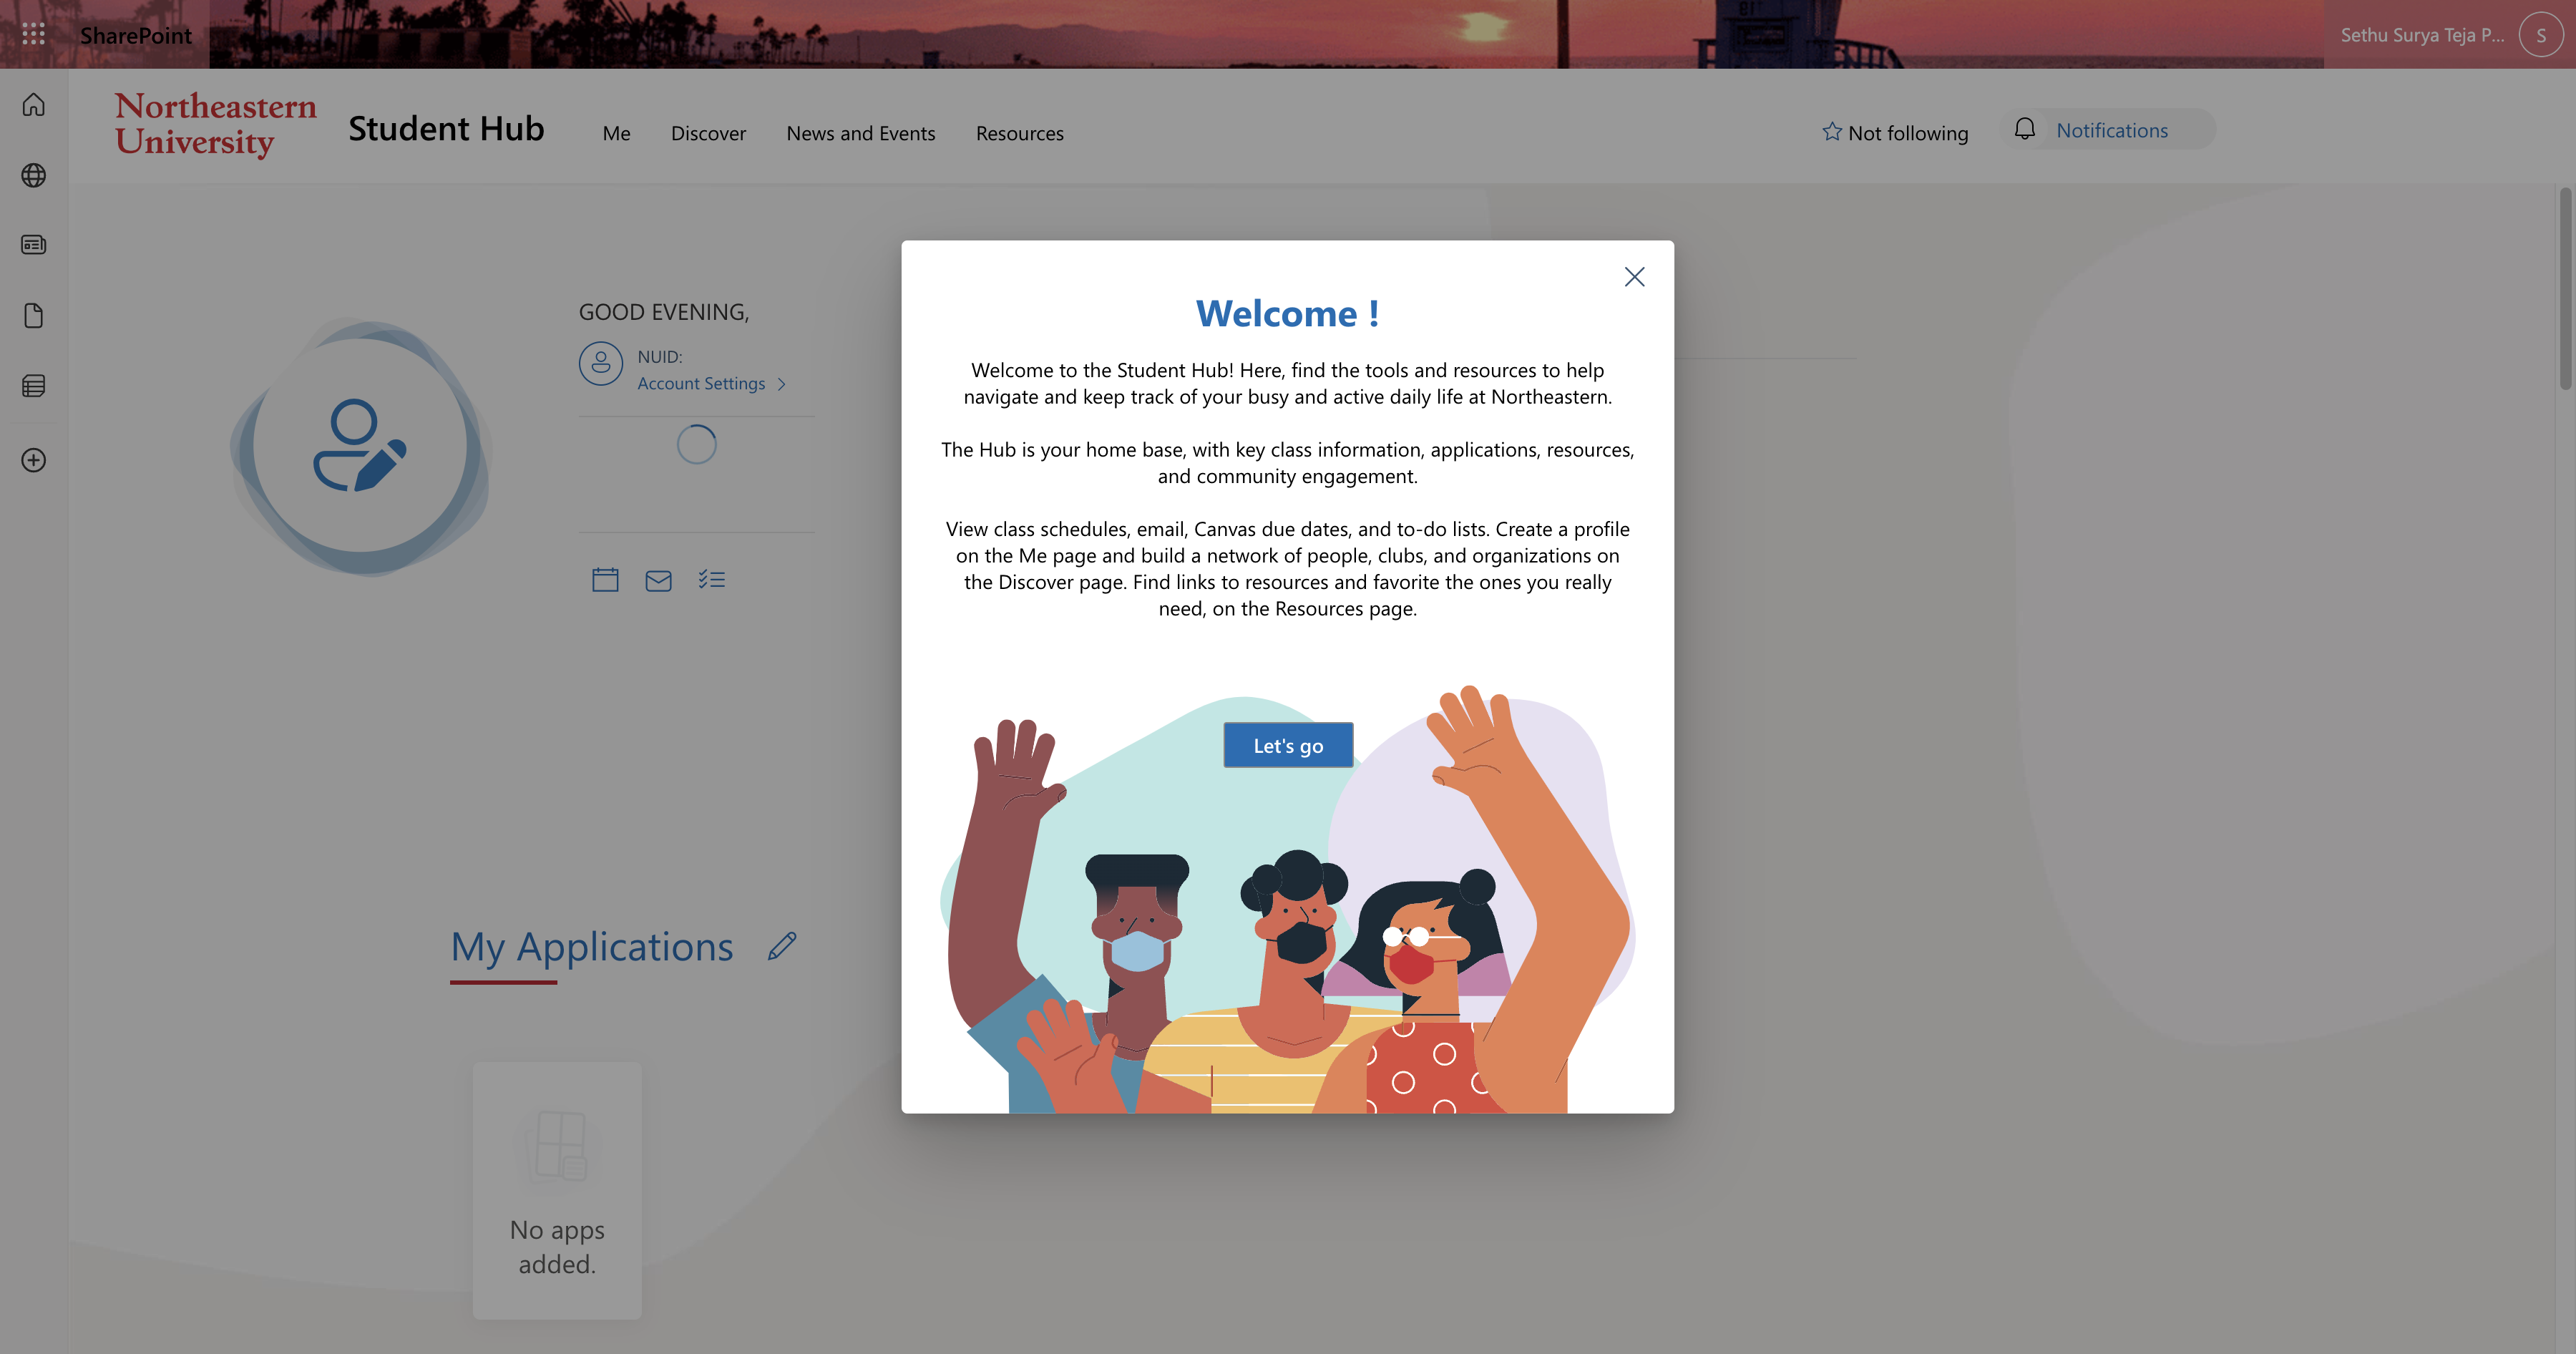 SharePoint
Sethu Surya Teja P...
S
Northeastern
University
Student Hub
Me
Discover
News and Events
Resources
Not following
Notifications
GOOD EVENING,
NUID:
Account Settings
My Applications
No apps
added.
Welcome !
Welcome to the Student Hub! Here, find the tools and resources to help
navigate and keep track of your busy and active daily life at Northeastern.
The Hub is your home base, with key class information, applications, resources,
and community engagement.
View class schedules, email, Canvas due dates, and to-do lists. Create a profile
on the Me page and build a network of people, clubs, and organizations on
the Discover page. Find links to resources and favorite the ones you really
need, on the Resources page.
Let's go